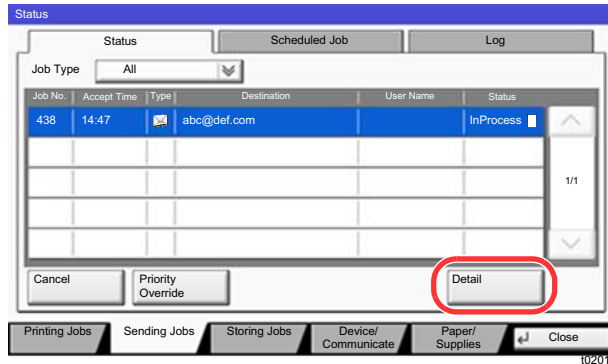 Status
Status Scheduled Job Log
Job Type All
Job No. Accept Time Type Destination User Name Status
438 14:47 abc@def.com InProcess
1/1
Cancel Priority Override Detail
Printing Jobs Sending Jobs Storing Jobs Device/ Communicate Paper/ Supplies Close
t0201